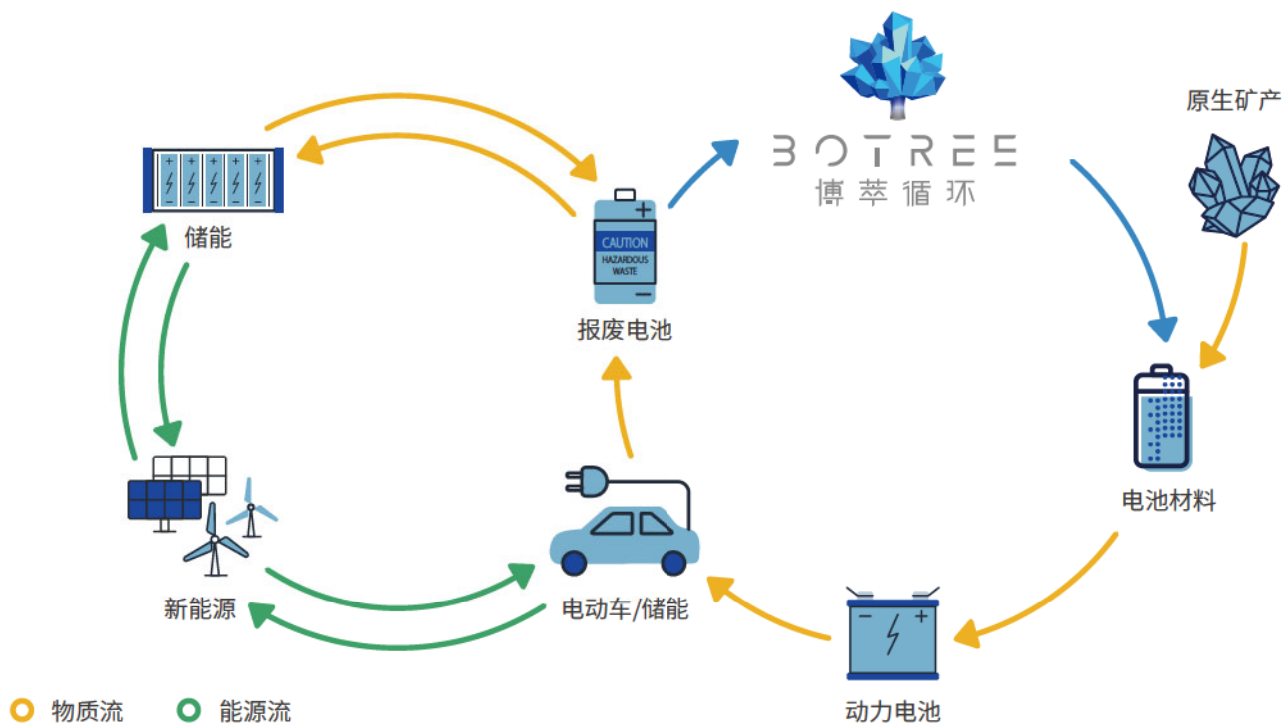 原生矿产
BOTREE
博萃循环
储能
CAUTION
HAZARDOUS
WASTE
报废电池
电池材料
新能源
电动车/储能
动力电池
物质流
能源流